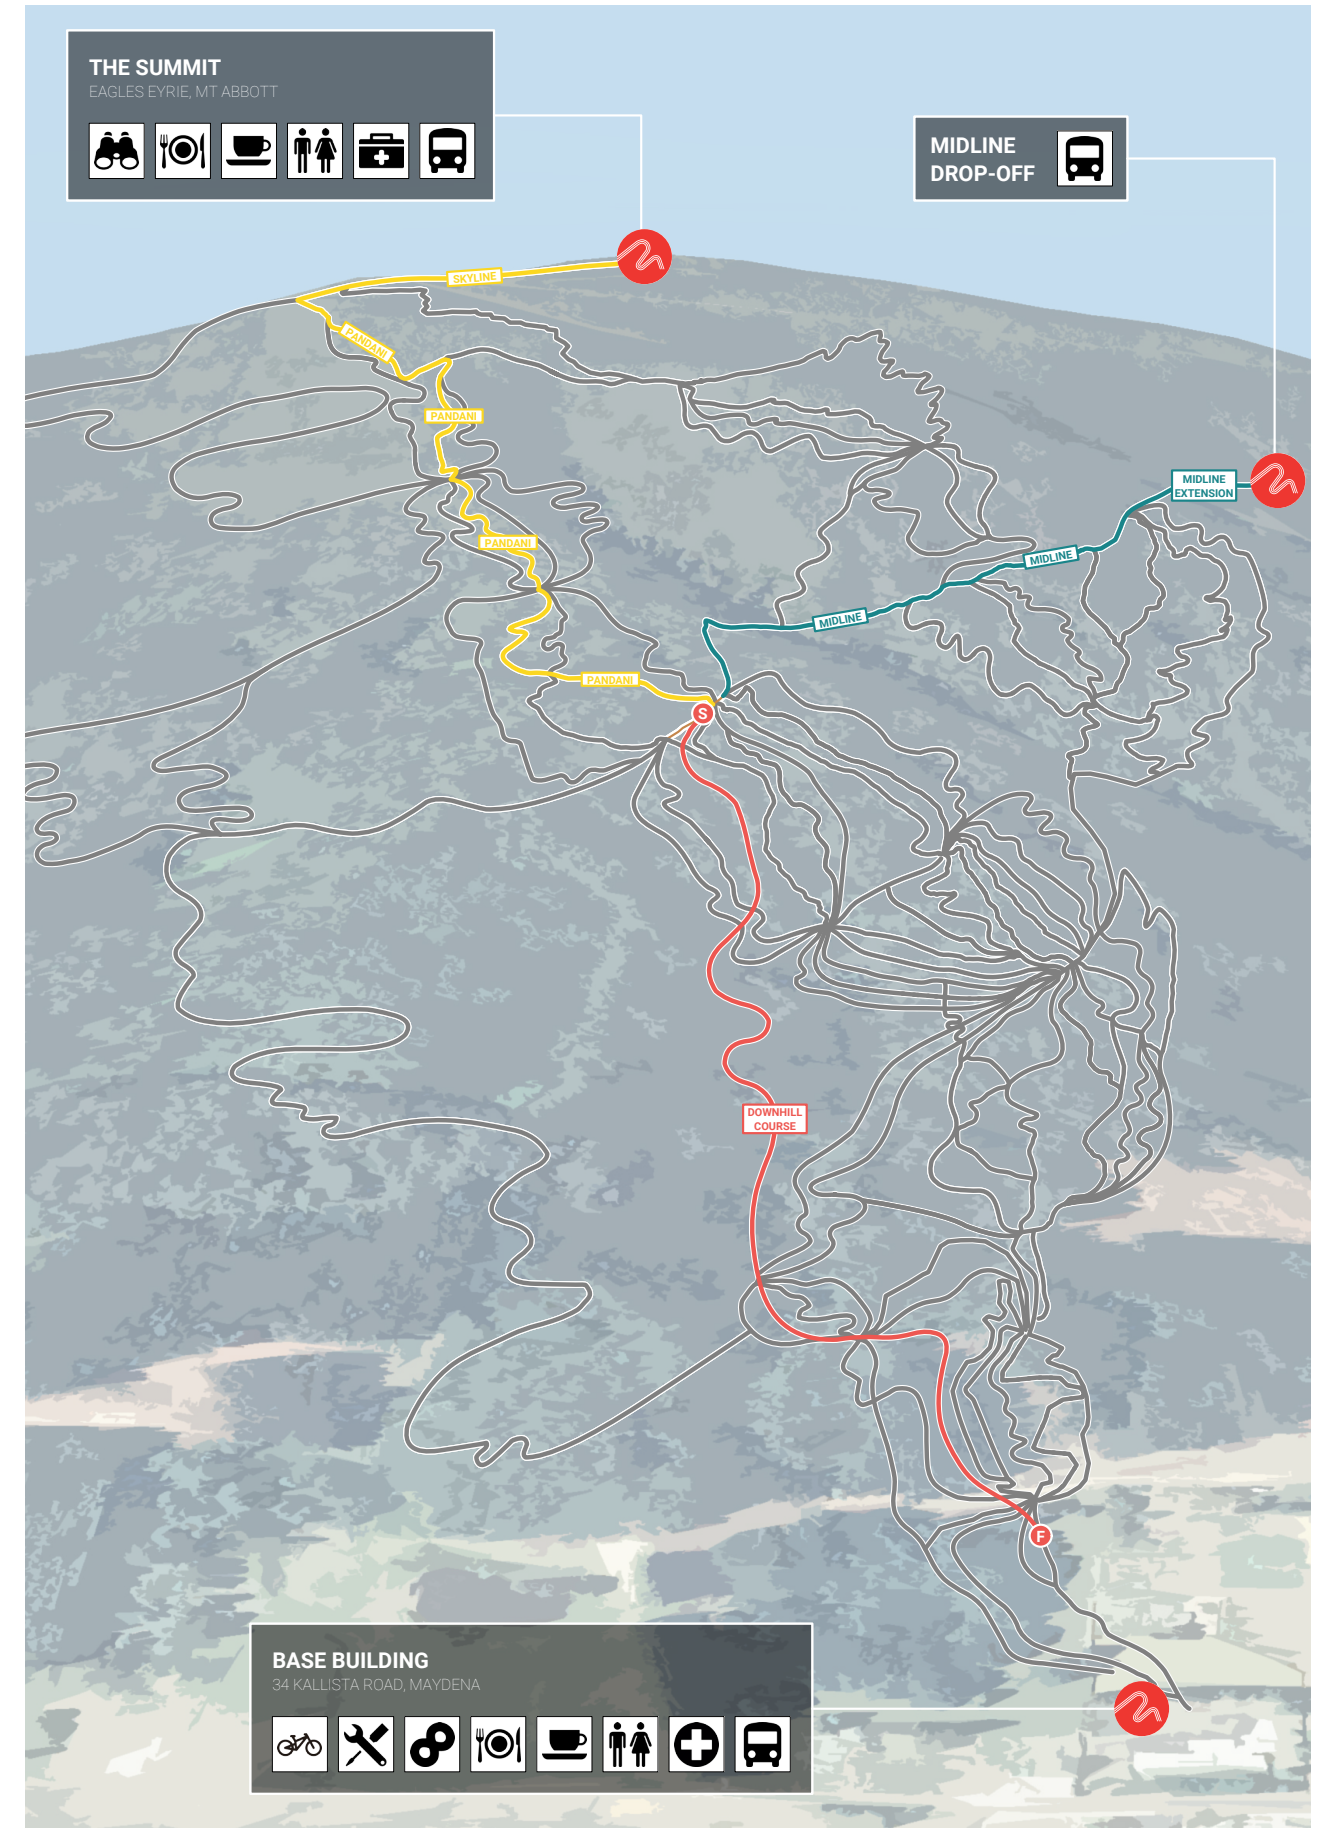 THE SUMMIT
EAGLES EYRIE, MT ABBOTT
MIDLINE
DROP-OFF
SKYLINE
PANDANI
PANDANI
MIDLINE
EXTENSION
PANDANI
MIDLINE
MIDLINE
PANDANI
S
DOWNHILL
COURSE
F
BASE BUILDING
34 KALLISTA ROAD, MAYDENA